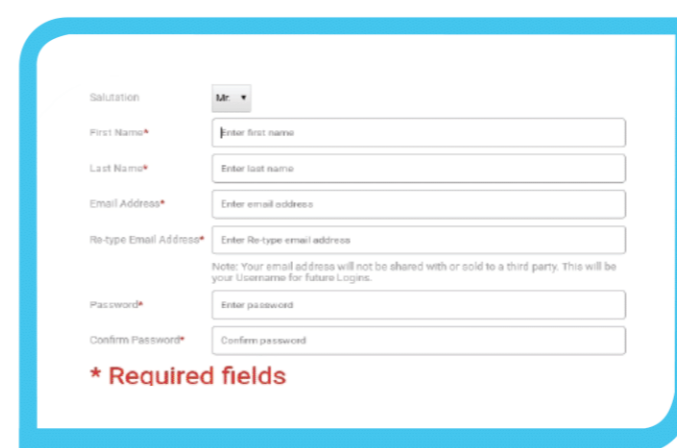 Salutation Mr.
First Name* Enter first name
Last Name* Enter last name
Email Address* Enter email address
Re-type Email Address* Enter Re-type email address
Note: Your email address will not be shared with or sold to a third party. This will be
your Username for future Logins.
Password* Enter password
Confirm Password* Confirm password
* Required fields